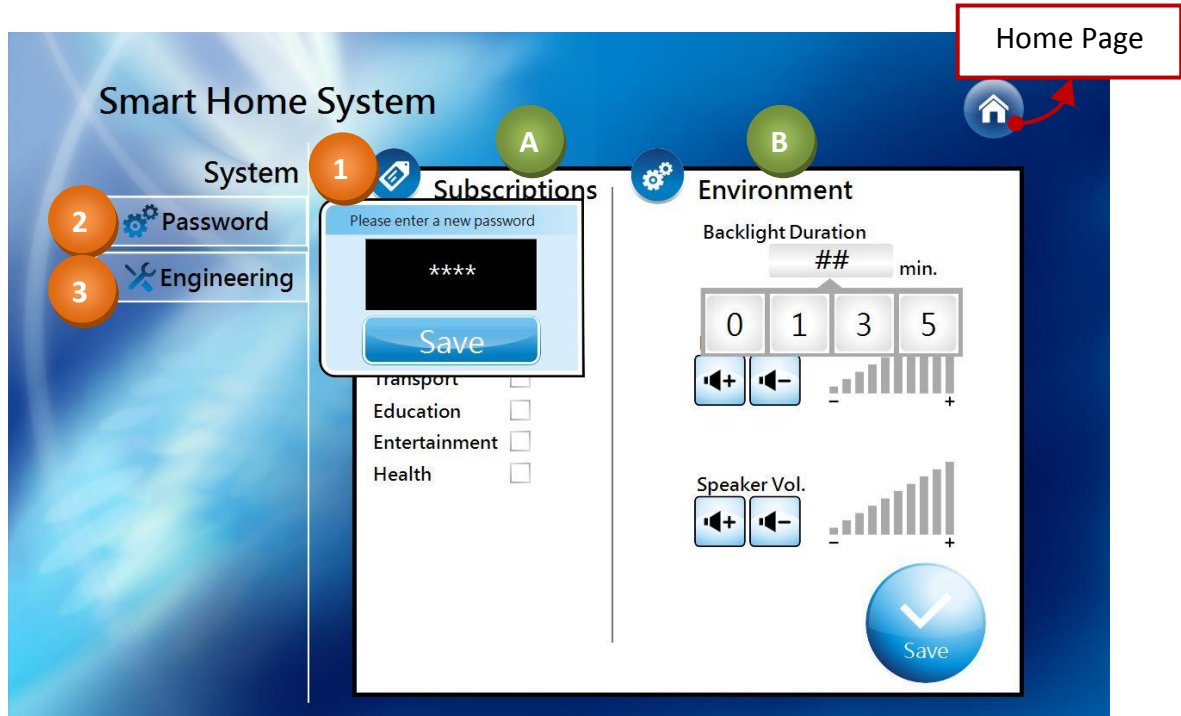 Home Page
Smart Home System
A
B
1
System
Subscriptions
Environment
2
Password
Please enter a new password
Backlight Duration
## min.
3
Engineering
****
0 1 3 5
Save
Transport
- +
Education
Entertainment
Health
Speaker Vol.
- +
Save